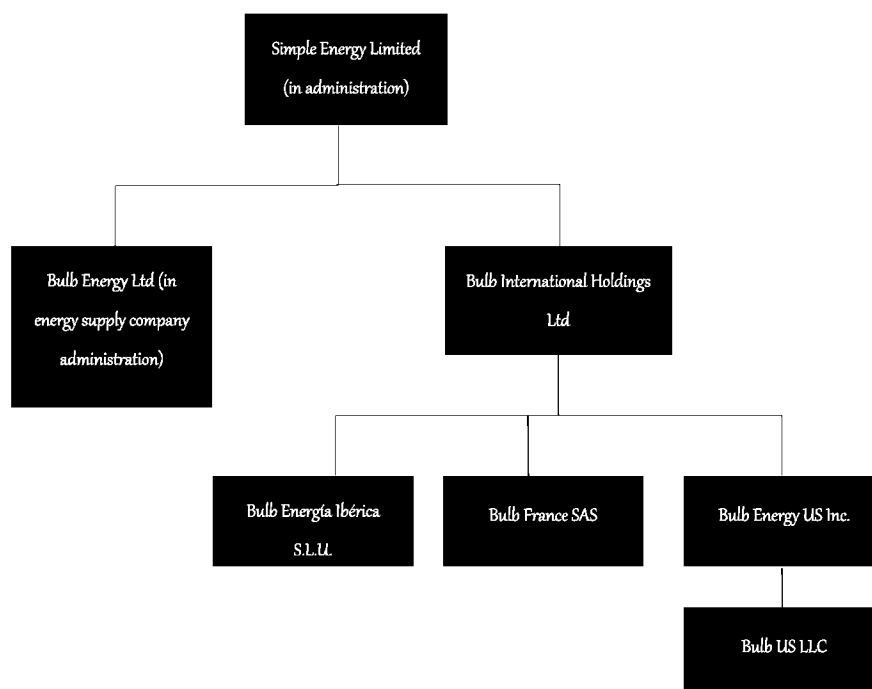 Simple Energy Limited
(in administration)
Bulb Energy Ltd (in
energy supply company
administration)
Bulb International Holdings
Ltd
Bulb Energía Ibérica
S.L.U.
Bulb France SAS
Bulb Energy US Inc.
Bulb US LLC